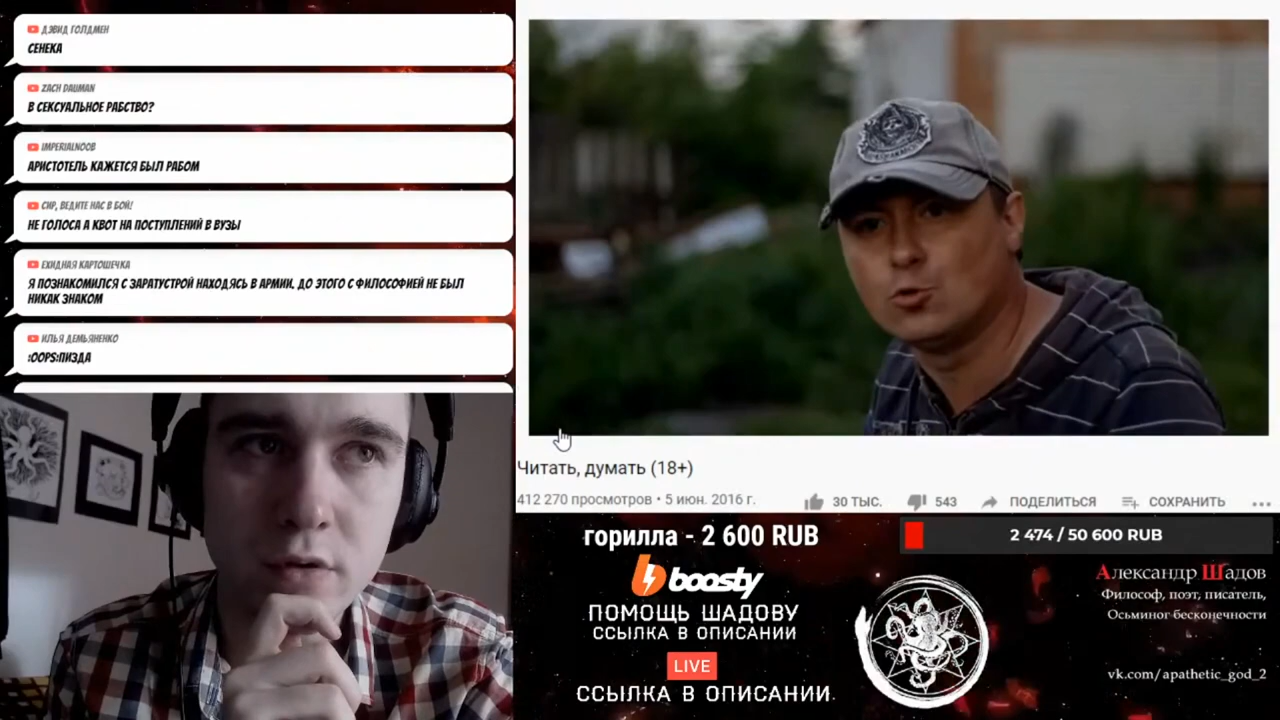 ДЭВИД ГОЛДМЕН
СЕНЕКА
ZACH DAUMAN
В СЕКСУАЛЬНОЕ РАБСТВО?
IMPERIALNOOB
АРИСТОТЕЛЬ КАЖЕТСЯ БЫЛ РАБОМ
СИР, ВЕДИТЕ НАС В БОЙ!
НЕ ГОЛОСА А КВОТ НА ПОСТУПЛЕНИЙ В ВУЗЫ
ЕХИДНАЯ КАРТОШЕЧКА
Я ПОЗНАКОМИЛСЯ С ЗАРАТУСТРОЙ НАХОДЯСЬ В АРМИИ. ДО ЭТОГО С ФИЛОСОФИЕЙ НЕ БЫЛ
НИКАК ЗНАКОМ
ИЛЬЯ ДЕМЬЯНЕНКО
:OOPS:ПИЗДА
Читать, думать (18+)
412 270 просмотров • 5 июн. 2016 г.
30 ТЫС.
543
ПОДЕЛИТЬСЯ
СОХРАНИТЬ
горилла - 2 600 RUB
2 474 / 50 600 RUB
boosty
ПОМОЩЬ ШАДОВУ
ССЫЛКА В ОПИСАНИИ
LIVE
ССЫЛКА В ОПИСАНИИ
Александр Шадов
Философ, поэт, писатель,
Осьминог бесконечности
vk.com/apathetic_god_2